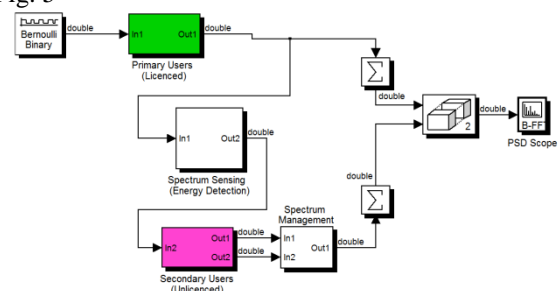 Fig. 3
Bernoulli
Binary
double
In1
Out1
Primary Users
(Licenced)
double
Σ
double
2
double
B-FFT
PSD Scope
In1
Out2
double
Spectrum Sensing
(Energy Detection)
double
Σ
In2
Out1
Out2
double
double
Secondary Users
(Unlicenced)
Spectrum
Management
In1
In2
Out1
double